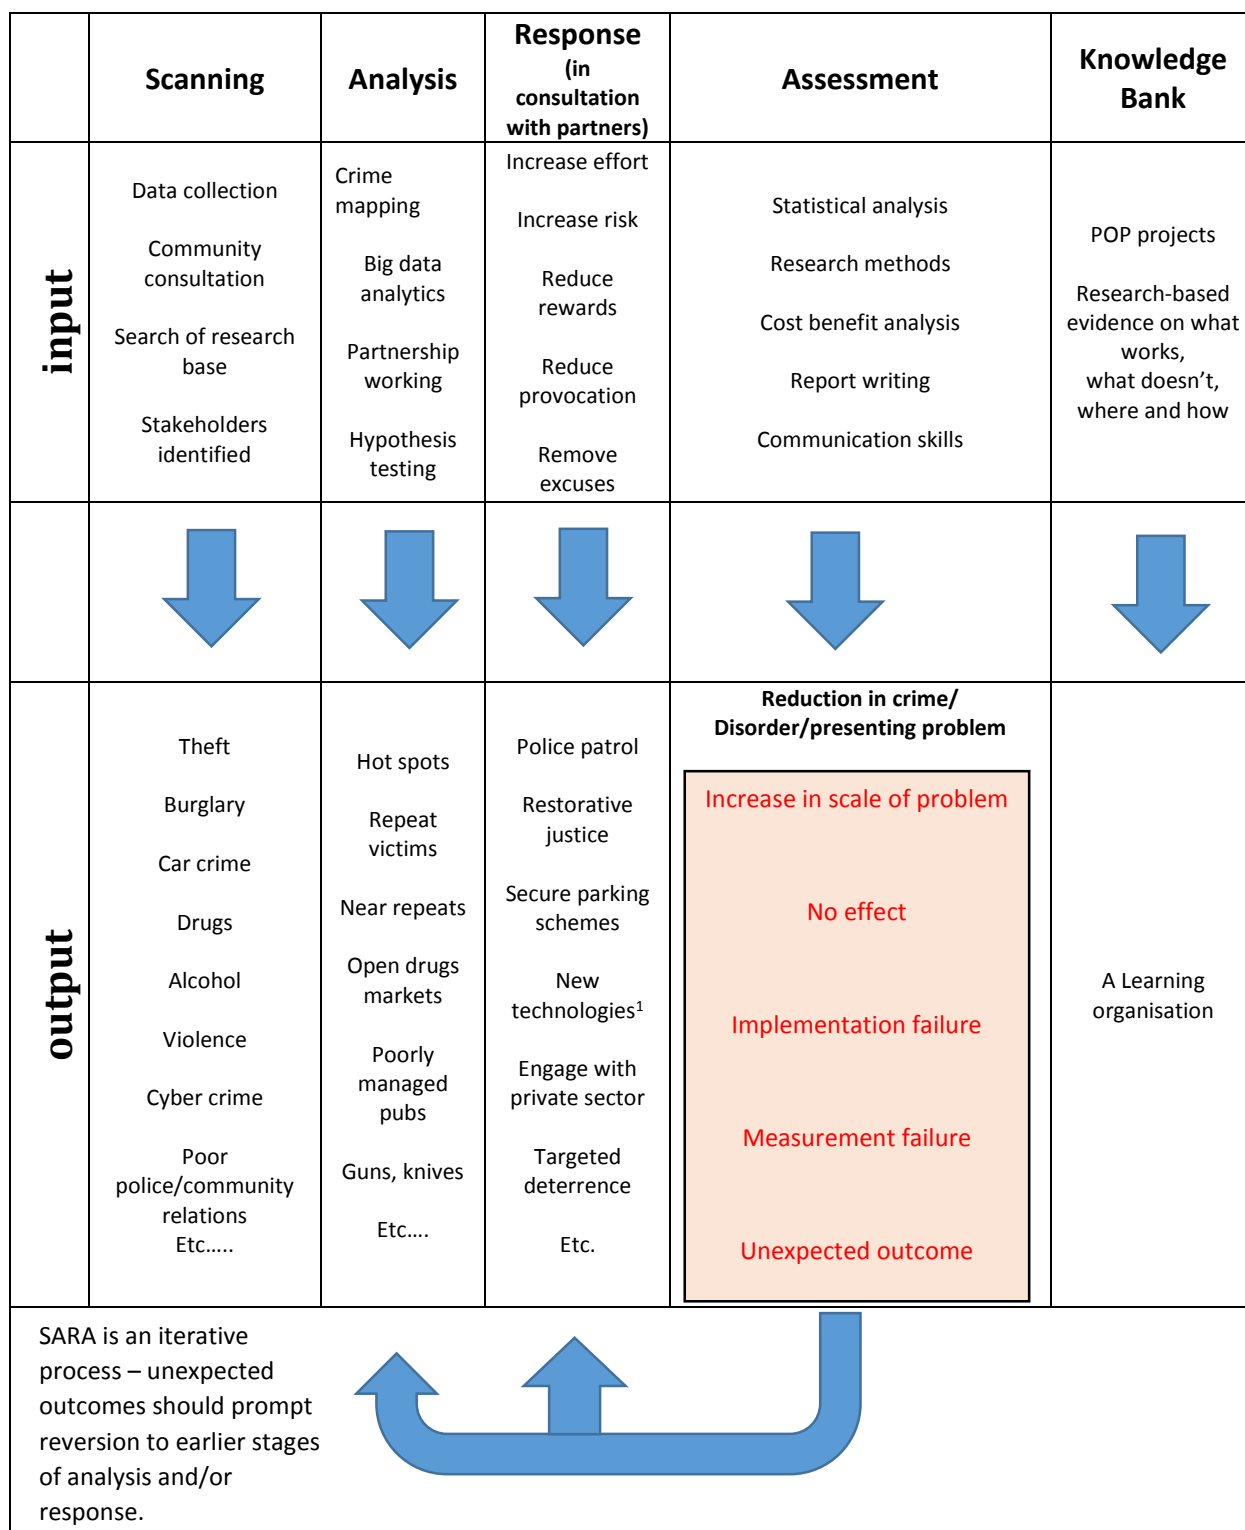 Scanning
Analysis
Response
(in
consultation
with partners)
Assessment
Knowledge
Bank
input
Data collection
Community
consultation
Search of research
base
Stakeholders
identified
Crime
mapping
Big data
analytics
Partnership
working
Hypothesis
testing
Increase effort
Increase risk
Reduce
rewards
Reduce
provocation
Remove
excuses
Statistical analysis
Research methods
Cost benefit analysis
Report writing
Communication skills
POP projects
Research-based
evidence on what
works,
what doesn’t,
where and how
output
Theft
Burglary
Car crime
Drugs
Alcohol
Violence
Cyber crime
Poor
police/community
relations
Etc…..
Hot spots
Repeat
victims
Near repeats
Open drugs
markets
Poorly
managed
pubs
Guns, knives
Etc….
Police patrol
Restorative
justice
Secure parking
schemes
New
technologies¹
Engage with
private sector
Targeted
deterrence
Etc.
Reduction in crime/
Disorder/presenting problem
Increase in scale of problem
No effect
Implementation failure
Measurement failure
Unexpected outcome
A Learning
organisation
SARA is an iterative
process – unexpected
outcomes should prompt
reversion to earlier stages
of analysis and/or
response.